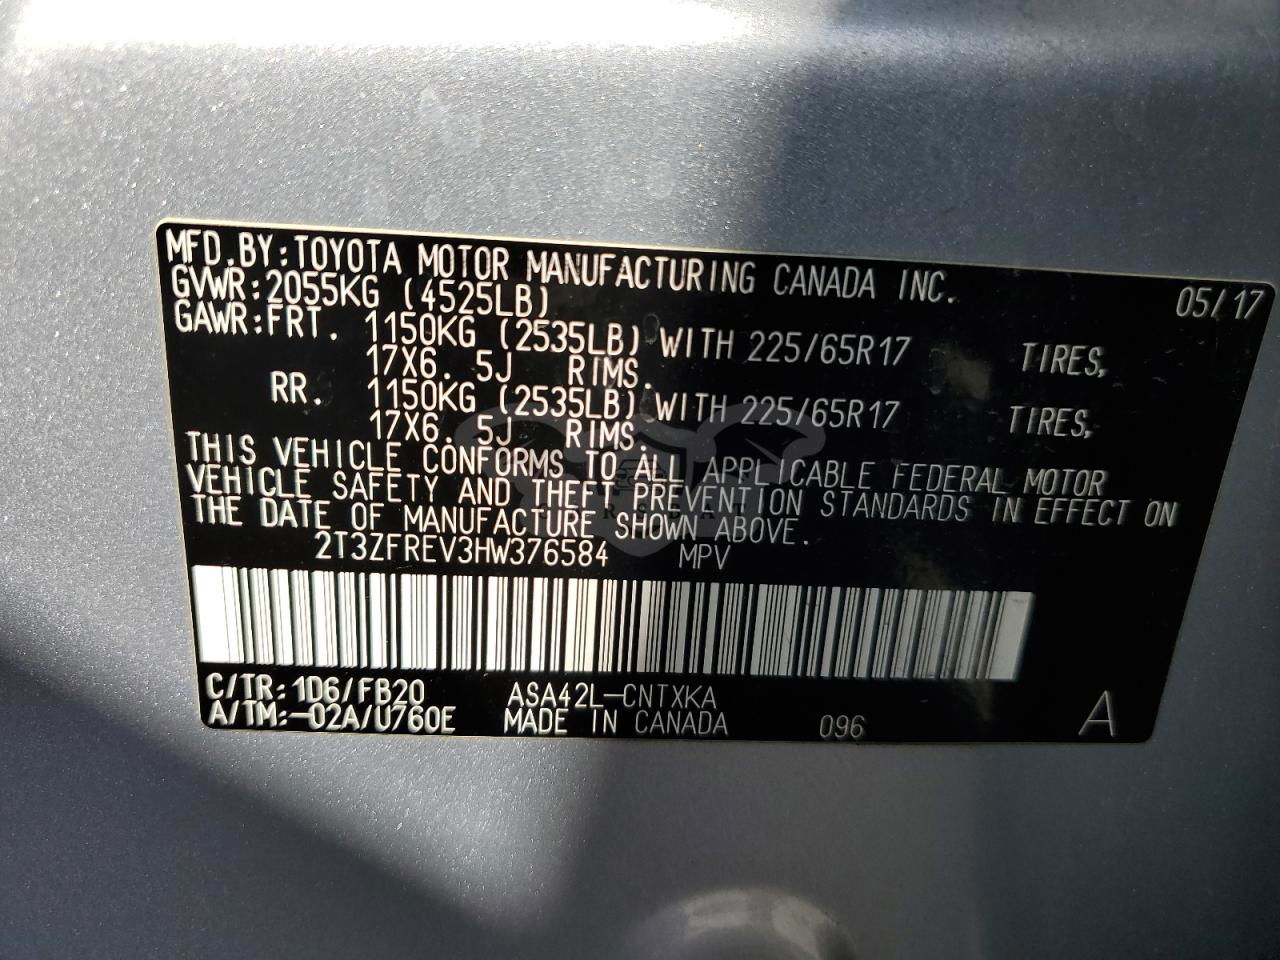 MFD.BY:TOYOTA MOTOR MANUFACTURING CANADA INC. 05/17
GVWR:2055KG (4525LB)
GAWR:FRT. 1150KG (2535LB) WITH 225/65R17 TIRES,
17X6. 5J RIMS.
RR. 1150KG (2535LB) WITH 225/65R17 TIRES,
17X6. 5J RIMS.
THIS VEHICLE CONFORMS TO ALL APPLICABLE FEDERAL MOTOR
VEHICLE SAFETY AND THEFT PREVENTION STANDARDS IN EFFECT ON
THE DATE OF MANUFACTURE SHOWN ABOVE.
2T3ZFREV3HW376584 MPV
C/TR:1D6/FB20 ASA42L-CNTXKA
A/TM:-02A/U760E MADE IN CANADA 096 A